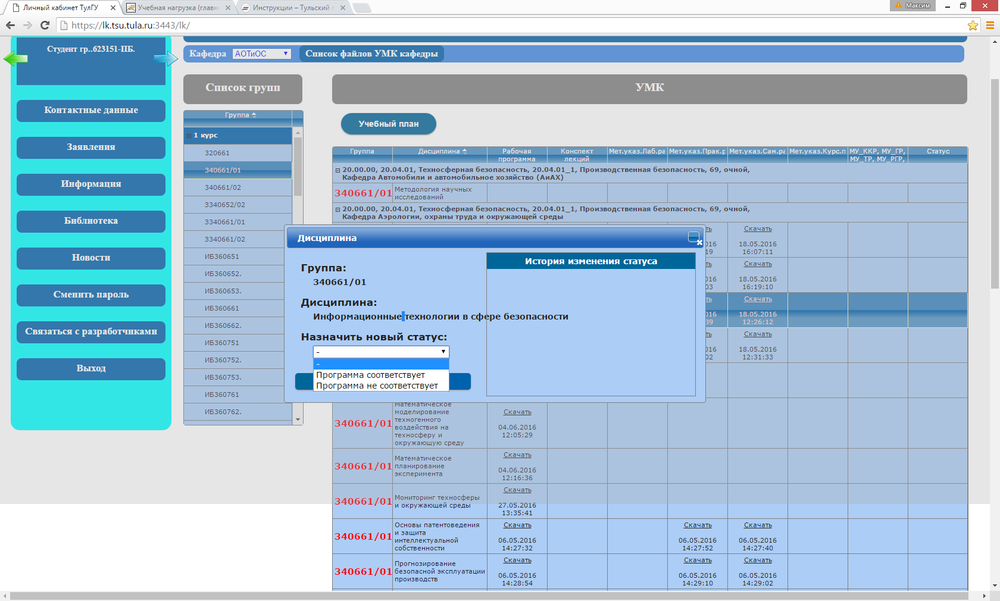 Личный кабинет ТулГУ
Учебная нагрузка (главна
Инструкции – Тульский г
Максим
https://lk.tsu.tula.ru:3443/lk/
Студент гр..623151-ПБ.
Контактные данные
Заявления
Информация
Библиотека
Новости
Сменить пароль
Связаться с разработчиками
Выход
Кафедра АОТиОС Список файлов УМК кафедры
Список групп
Группа
1 курс
320661
340661/01
340661/02
3340652/02
3340661/01
3340661/02
ИБ360651
ИБ360652.
ИБ360653.
ИБ360661
ИБ360662.
ИБ360751
ИБ360752.
ИБ360753.
ИБ360761
ИБ360762.
УМК
Учебный план
Группа Дисциплина Рабочая программа Конспект лекций Мет.указ.Лаб.ра Мет.указ.Прак.р Мет.указ.Сам.ра Мет.указ.Курс.п МУ_ККР, МУ_ГР, МУ_ТР, МУ_РГР, Статус
20.00.00, 20.04.01, Техносферная безопасность, 20.04.01_1, Производственная безопасность, 69, очной,
Кафедра Автомобили и автомобильное хозяйство (АиАХ)
340661/01 Методология научных
исследований
20.00.00, 20.04.01, Техносферная безопасность, 20.04.01_1, Производственная безопасность, 69, очной,
Кафедра Аэрологии, охраны труда и окружающей среды
ть Скачать
016 18.05.2016
19 16:07:11
Скачать
016 18.05.2016
03 16:19:10
ть Скачать
016 18.05.2016
39 12:26:12
ть Скачать
016 18.05.2016
02 12:31:33
Дисциплина
Группа:
340661/01
Дисциплина:
Информационные технологии в сфере безопасности
Назначить новый статус:
-
-
Программа соответствует
Программа не соответствует
История изменения статуса
340661/01
Математическое
моделирование
техногенного
воздействия на
техносферу и
окружающую среду
Скачать
04.06.2016
12:05:29
340661/01
Математическое
планирование
эксперимента
Скачать
04.06.2016
12:16:36
340661/01
Мониторинг техносферы
и окружающей среды
Скачать
27.05.2016
13:35:41
340661/01
Основы патентоведения
и защита
интеллектуальной
собственности
Скачать Скачать Скачать
06.05.2016 06.05.2016 06.05.2016
14:27:32 14:27:52 14:27:40
340661/01
Прогнозирование
безопасной эксплуатации
производств
Скачать Скачать Скачать
06.05.2016 06.05.2016 06.05.2016
14:28:54 14:29:10 14:29:02